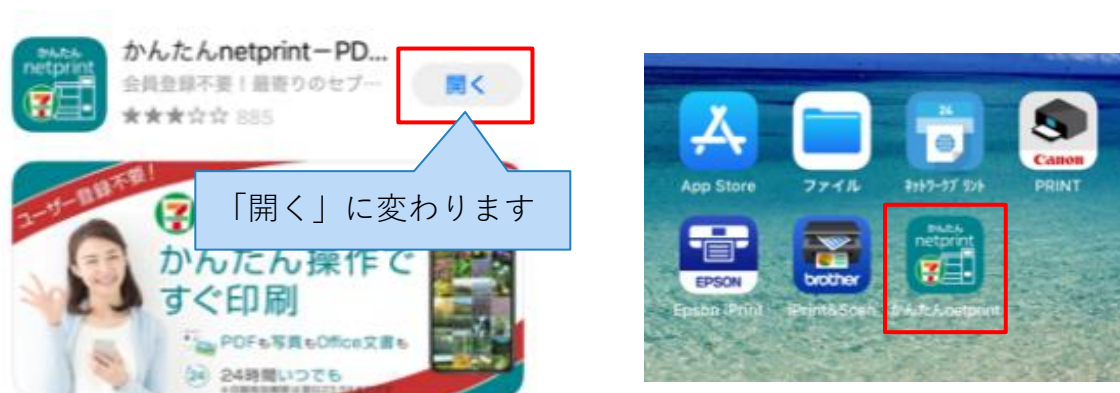 かんたん
netprint
かんたんnetprint－PD...
会員登録不要！最寄りのセブ…
★★★☆☆ 885
開く
「開く」に変わります
ユーザー登録不要！
かんたん操作で
すぐ印刷
PDFも写真もOffice文書も
24
24時間いつでも
App Store
ファイル
26
ﾈｯﾄﾜｰｸﾌﾟﾘﾝﾄ
Canon
PRINT
EPSON
Epson iPrint
brother
iPrint&Scan
かんたん
netprint
かんたんnetprint